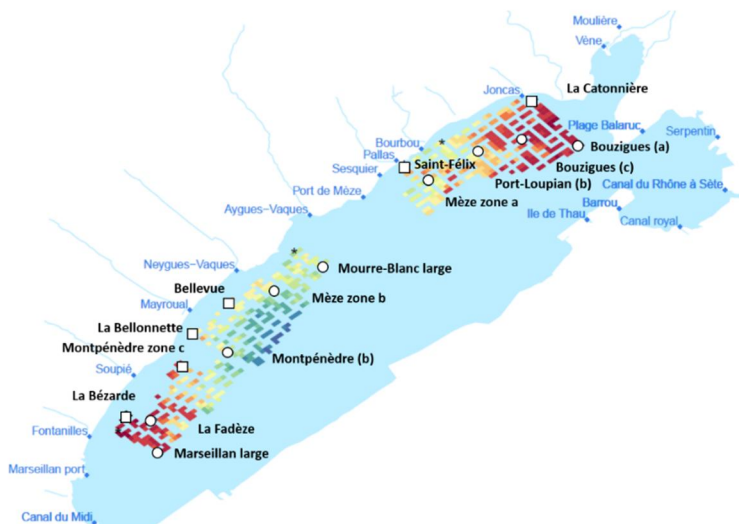 Moulière
Vène
La Catonnière
Joncas
Plage Balaruc
Serpentin
Bourbou
Bouzigues (a)
Pallas
Saint-Félix
Bouzigues (c)
Sesquier
Port-Loupian (b)
Canal du Rhône à Sète
Port de Mèze
Mèze zone a
Barrou
Aygues-Vaques
Ile de Thau
Canal royal
Neygues-Vaques
Mourre-Blanc large
Bellevue
Mèze zone b
Mayroual
La Bellonnette
Montpénèdre zone c
Montpénèdre (b)
Soupié
La Bézarde
Fontanilles
La Fadèze
Marseillan large
Marseillan port
Canal du Midi